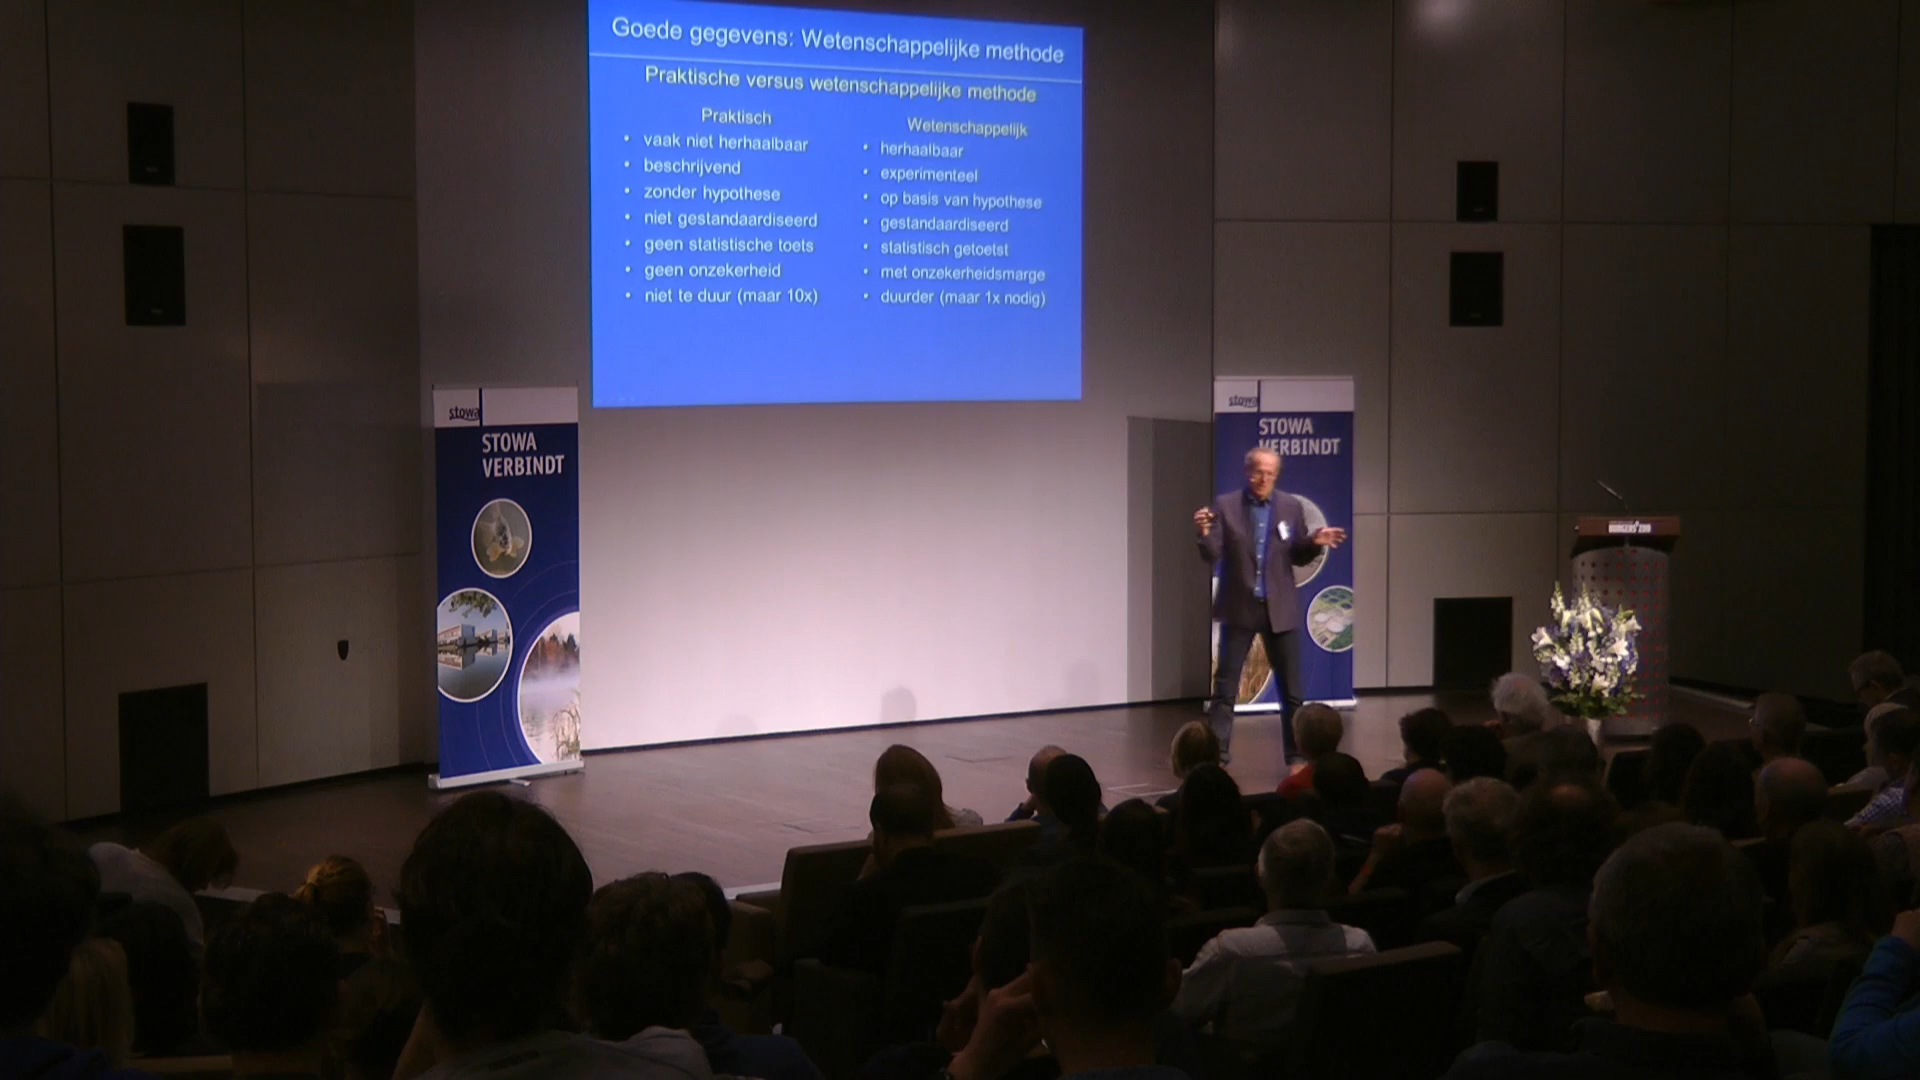 Goede gegevens: Wetenschappelijke methode
Praktische versus wetenschappelijke methode
Praktisch
• vaak niet herhaalbaar
• beschrijvend
• zonder hypothese
• niet gestandaardiseerd
• geen statistische toets
• geen onzekerheid
• niet te duur (maar 10x)
Wetenschappelijk
• herhaalbaar
• experimenteel
• op basis van hypothese
• gestandaardiseerd
• statistisch getoetst
• met onzekerheidsmarge
• duurder (maar 1x nodig)
stowa
STOWA
VERBINDT
stowa
STOWA
VERBINDT
BURGERS' ZOO